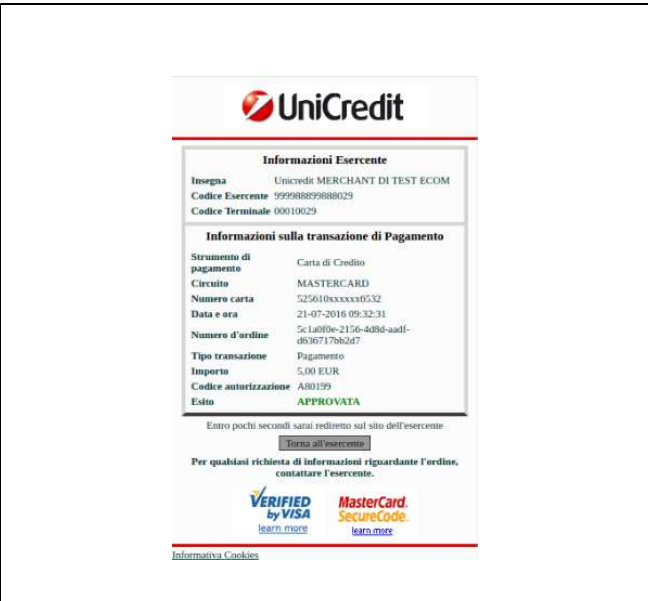 UniCredit
Informazioni Esercente
Insegna Unicredit MERCHANT DI TEST ECOM
Codice Esercente 999988899888029
Codice Terminale 00010029
Informazioni sulla transazione di Pagamento
Strumento di pagamento Carta di Credito
Circuito MASTERCARD
Numero carta 525610xxxxxx6532
Data e ora 21-07-2016 09:32:31
Numero d'ordine 5c1a0f0e-2156-4d8d-aadf-
d636717bb2d7
Tipo transazione Pagamento
Importo 5,00 EUR
Codice autorizzazione A80199
Esito APPROVATA
Entro pochi secondi sarai rediretto sul sito dell'esercente
Torna all'esercente
Per qualsiasi richiesta di informazioni riguardante l'ordine,
contattare l'esercente.
VERIFIED
by VISA
learn more
MasterCard.
SecureCode.
learn more
Informativa Cookies